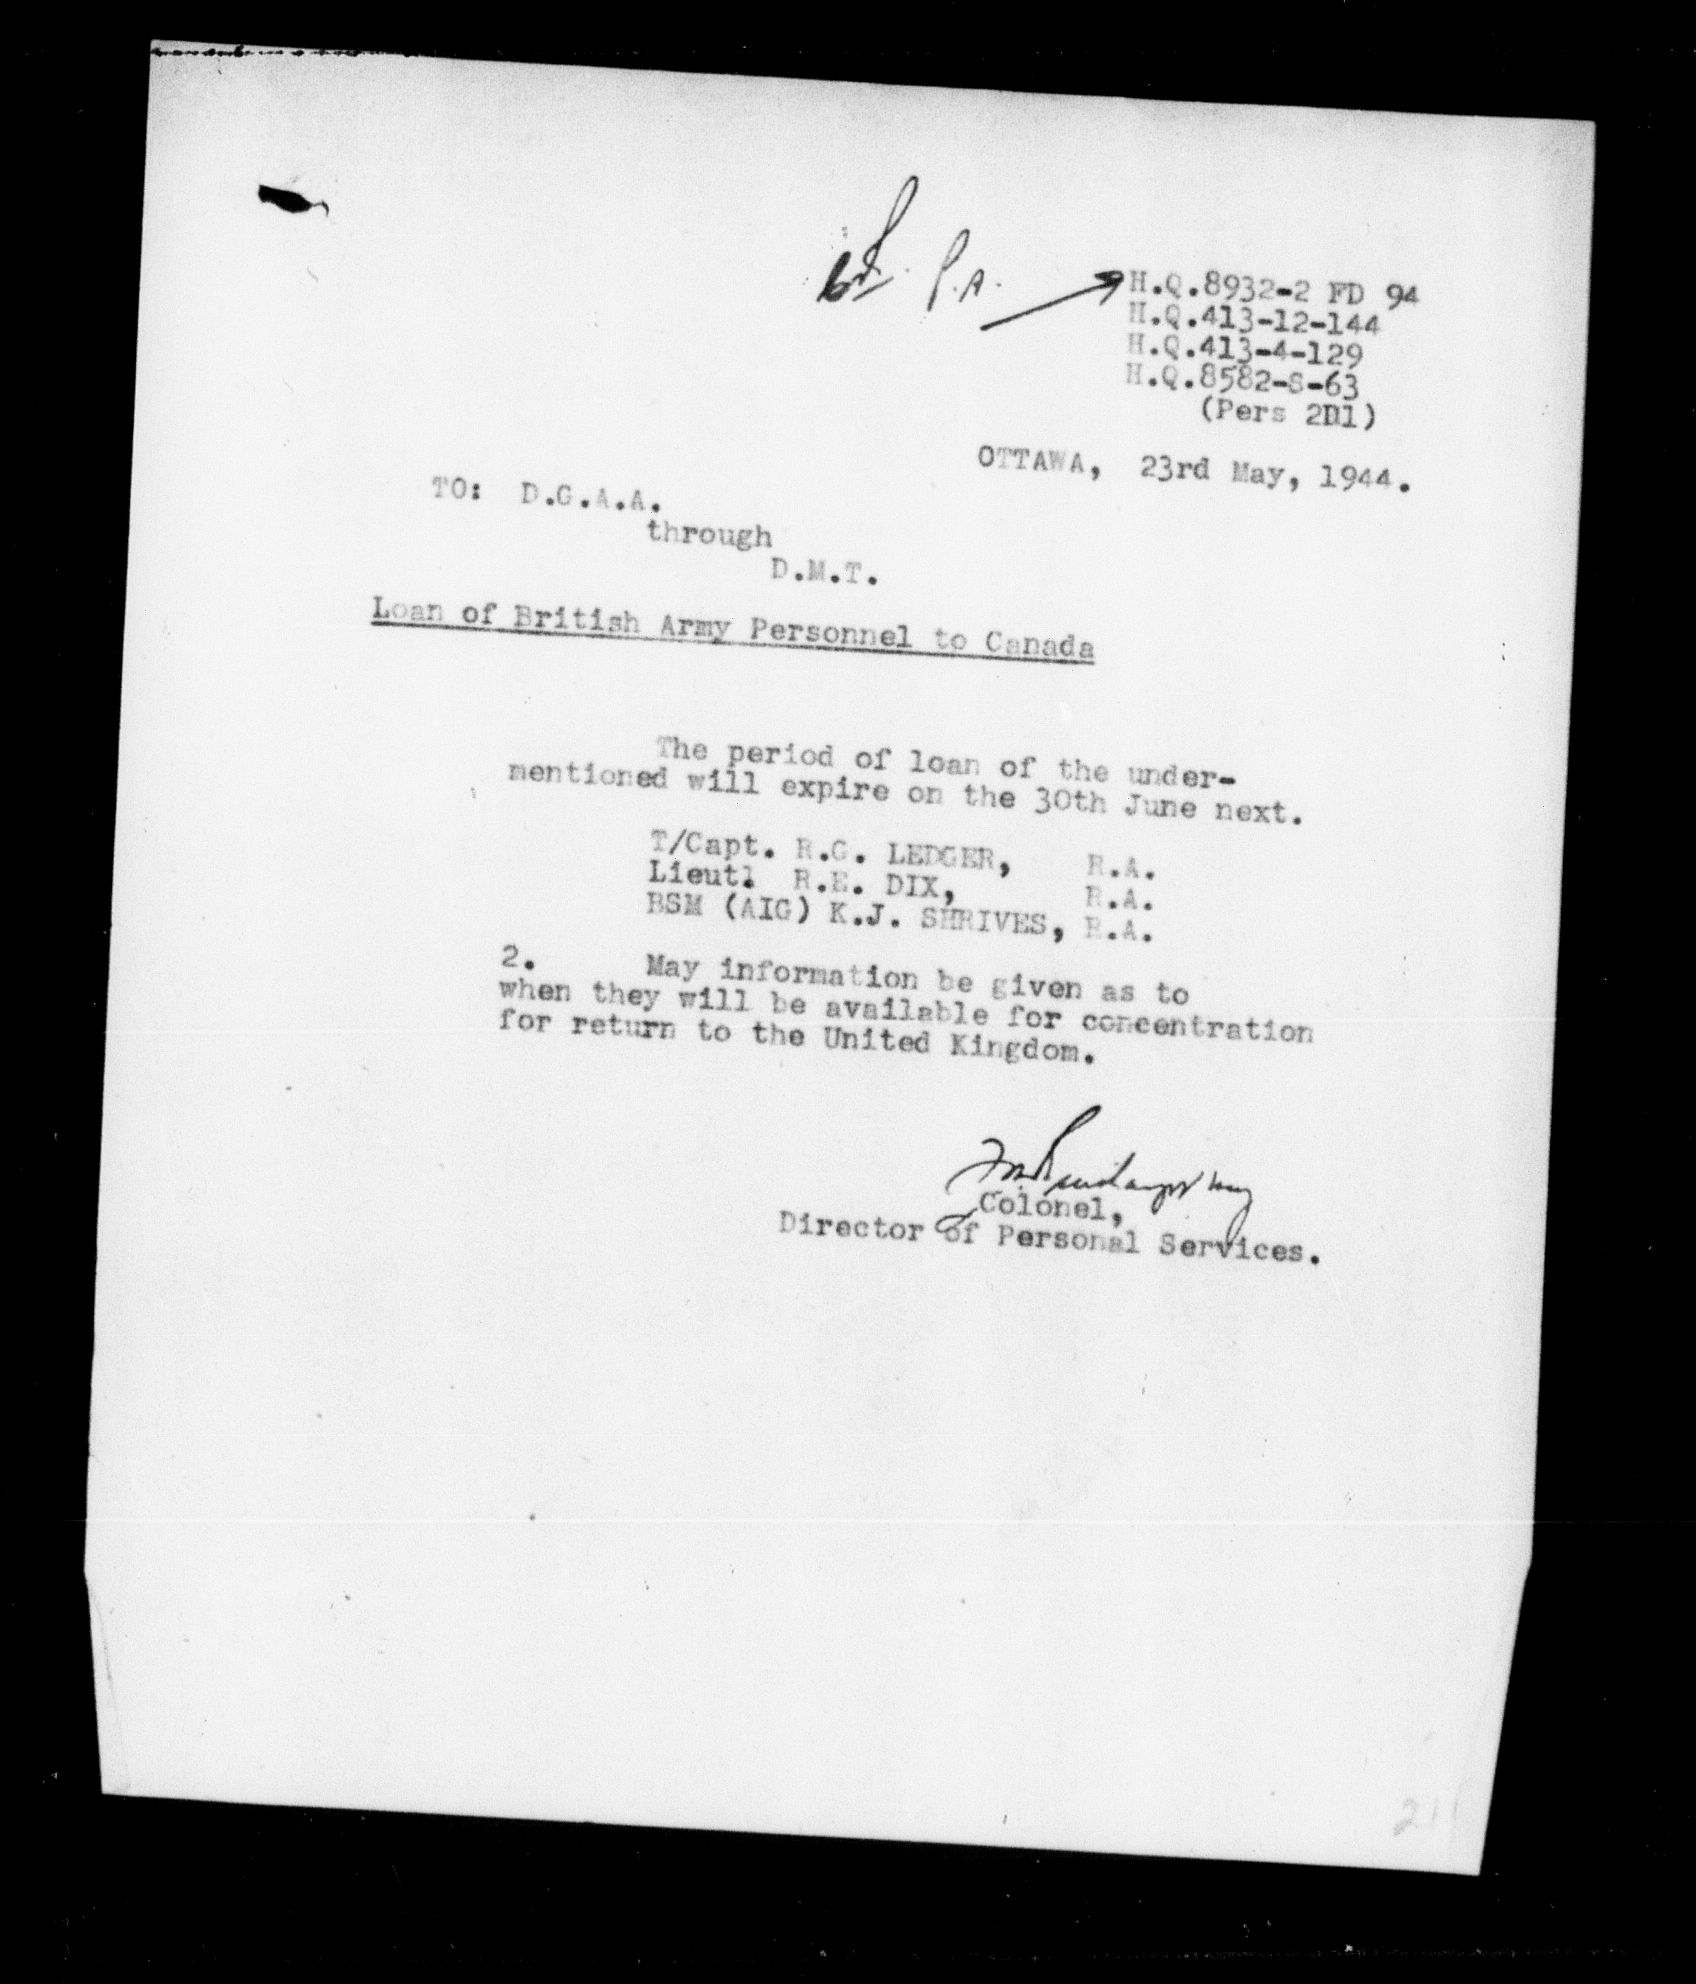 P.A.
H.Q.8932-2 FD 94
H.Q.413-12-144
H.Q.413-4-129
H.Q.8582-S-63
(Pers 2D1)
OTTAWA, 23rd May, 1944.
TO: D.G.A.A.
through
D.M.T.
Loan of British Army Personnel to Canada
The period of loan of the under-
mentioned will expire on the 30th June next.
T/Capt. R.G. LEDGER, R.A.
Lieut. R.E. DIX, R.A.
BSM (AIG) K.J. SHRIVES, R.A.
2. May information be given as to
when they will be available for concentration
for return to the United Kingdom.
Colonel,
Director of Personal Services.